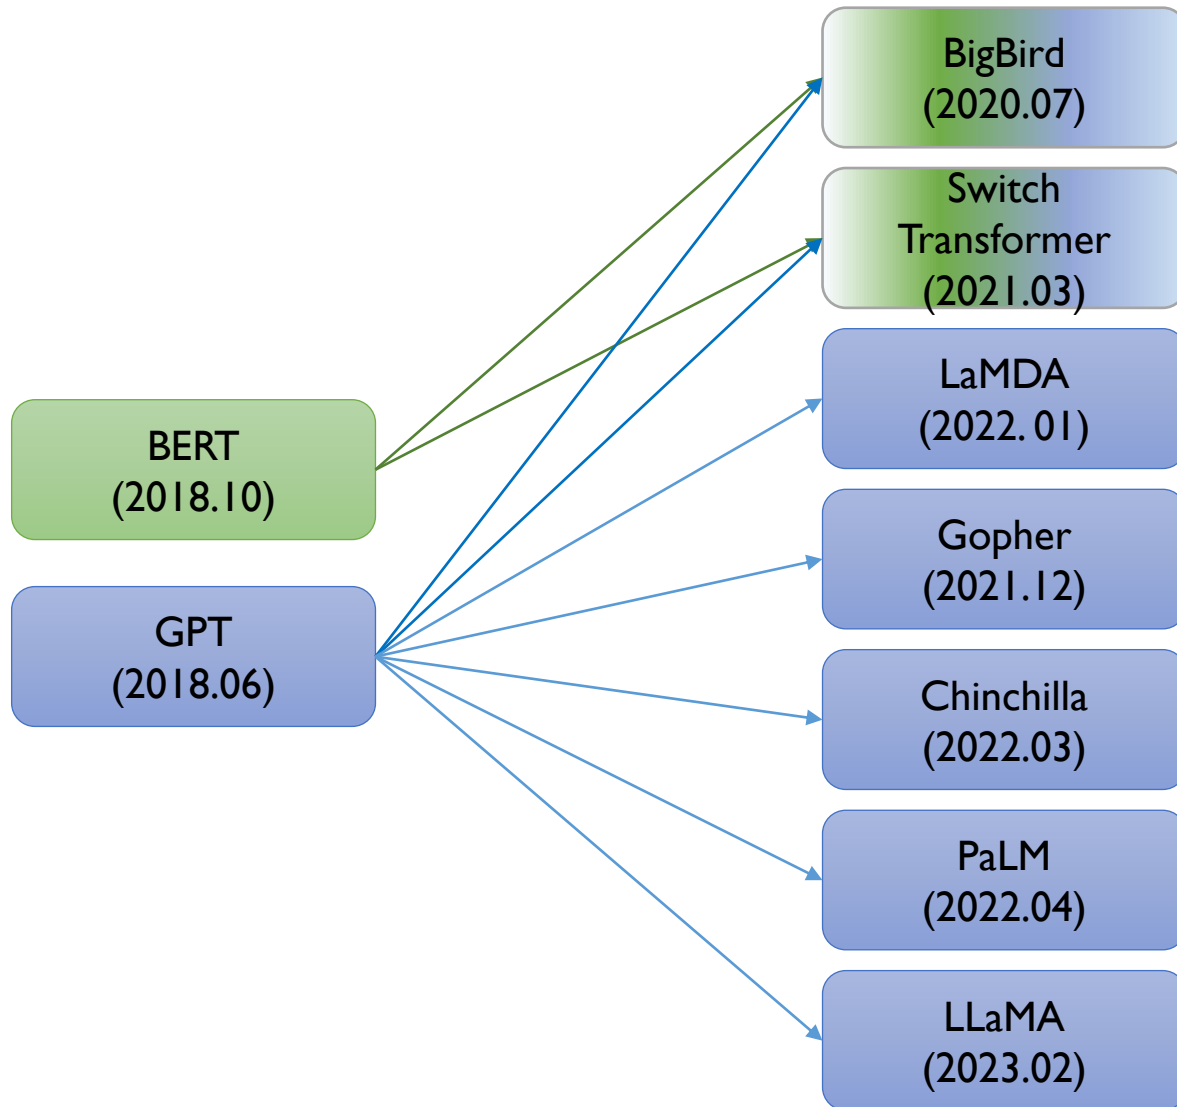 BigBird
(2020.07)
Switch
Transformer
(2021.03)
LaMDA
(2022. 01)
BERT
(2018.10)
Gopher
(2021.12)
GPT
(2018.06)
Chinchilla
(2022.03)
PaLM
(2022.04)
LLaMA
(2023.02)